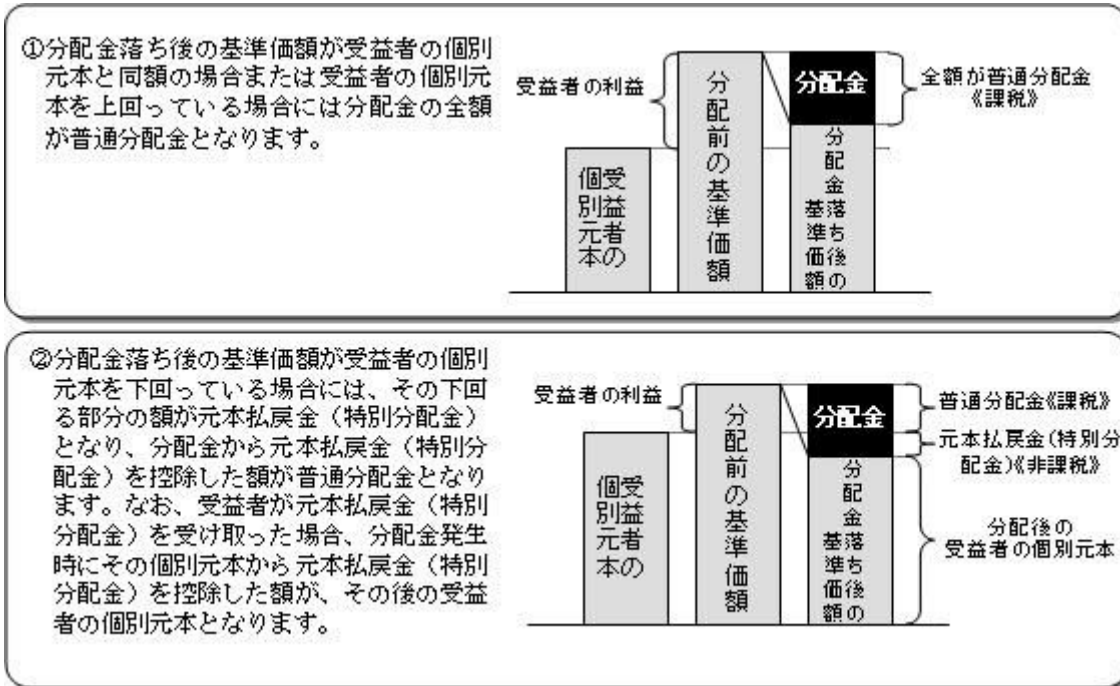 ①分配金落ち後の基準価額が受益者の個別
元本と同額の場合または受益者の個別元
本を上回っている場合には分配金の全額
が普通分配金となります。
受益者の利益
個別元本
受益者の
分配前の基準価額
分配金
分配金落ち後の
基準価額
全額が普通分配金
《課税》
②分配金落ち後の基準価額が受益者の個別
元本を下回っている場合には、その下回
る部分の額が元本払戻金（特別分配金）
となり、分配金から元本払戻金（特別分
配金）を控除した額が普通分配金となり
ます。なお、受益者が元本払戻金（特別
分配金）を受け取った場合、分配金発生
時にその個別元本から元本払戻金（特別
分配金）を控除した額が、その後の受益
者の個別元本となります。
受益者の利益
受益者の
個別元本
分配前の基準価額
分配金
分配金落ち後の
基準価額
普通分配金《課税》
元本払戻金(特別分
配金)《非課税》
分配後の
受益者の個別元本